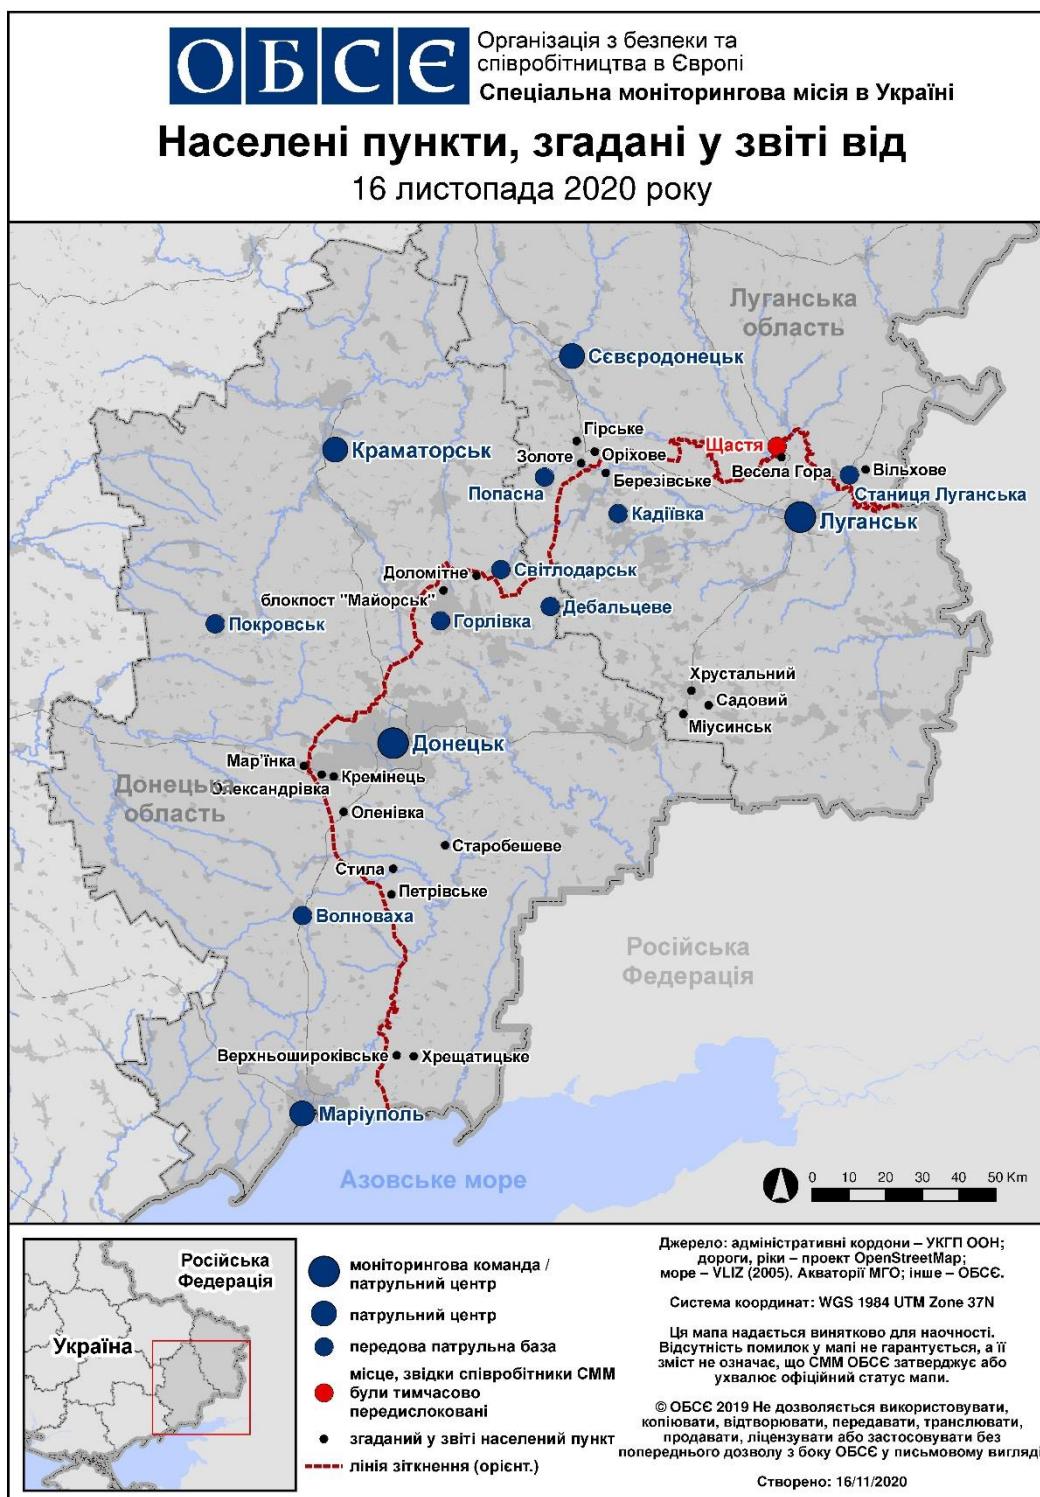 ОБСЄ
Організація з безпеки та
співробітництва в Європі
Спеціальна моніторингова місія в Україні
Населені пункти, згадані у звіті від
16 листопада 2020 року
Луганська
область
Сєвєродонецьк
Гірське
Щастя
Краматорськ
Золоте
Оріхове
Весела Гора
Вільхове
Березівське
Попасна
Станиця Луганська
Кадіївка
Луганськ
Доломітне
Світлодарськ
блокпост "Майорськ"
Дебальцеве
Покровськ
Горлівка
Хрустальний
Садовий
Міусинськ
Донецьк
Мар'їнка
Кремінець
Донецька
Олександрівка
область
Оленівка
Старобешеве
Стила
Петрівське
Волноваха
Російська
Федерація
Верхньошироківське
Хрещатицьке
Маріуполь
Азовське море
0 10 20 30 40 50 Km
Російська
Федерація
Україна
моніторингова команда /
патрульний центр
патрульний центр
передова патрульна база
місце, звідки співробітники СММ
були тимчасово
передислоковані
згаданий у звіті населений пункт
лінія зіткнення (орієнт.)
Джерело: адміністративні кордони – УКГП ООН;
дороги, ріки – проект OpenStreetMap;
море – VLIZ (2005). Акваторії МГО; інше – ОБСЄ.
Система координат: WGS 1984 UTM Zone 37N
Ця мапа надається винятково для наочності.
Відсутність помилок у мапі не гарантується, а її
зміст не означає, що СММ ОБСЄ затверджує або
ухвалює офіційний статус мапи.
© ОБСЄ 2019 Не дозволяється використовувати,
копіювати, відтворювати, передавати, транслювати,
продавати, ліцензувати або застосовувати без
попереднього дозволу з боку ОБСЄ у письмовому вигляді
Створено: 16/11/2020